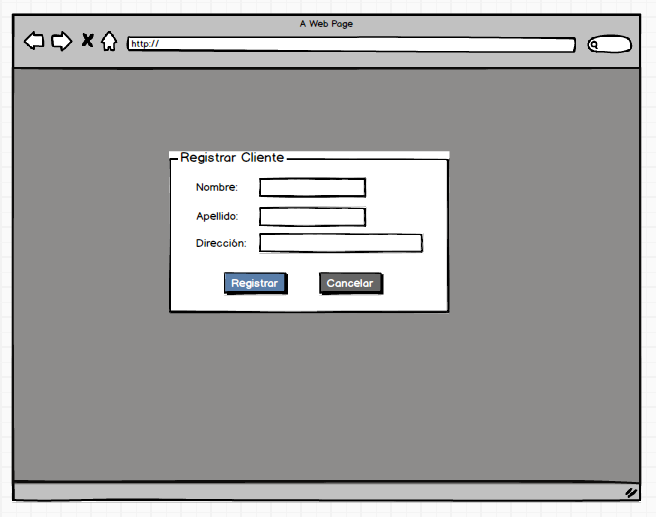 A Web Page
http://
Registrar Cliente
Nombre:
Apellido:
Dirección:
Registrar Cancelar